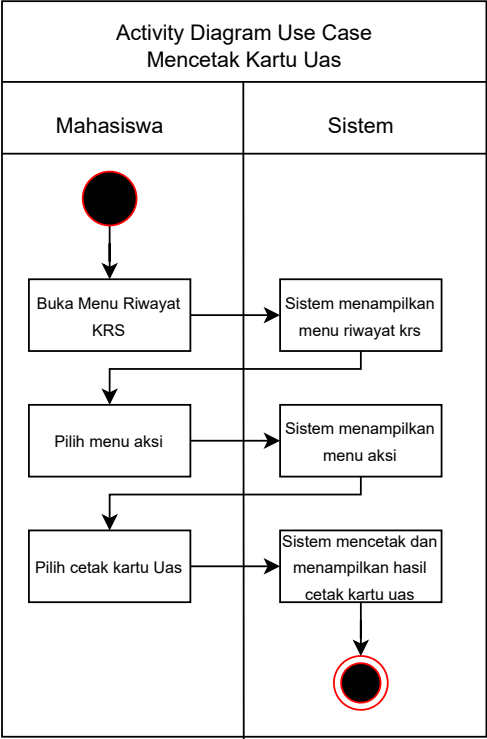 Activity Diagram Use Case
Mencetak Kartu Uas
Mahasiswa
Sistem
Buka Menu Riwayat
KRS
Sistem menampilkan
menu riwayat krs
Pilih menu aksi
Sistem menampilkan
menu aksi
Pilih cetak kartu Uas
Sistem mencetak dan
menampilkan hasil
cetak kartu uas